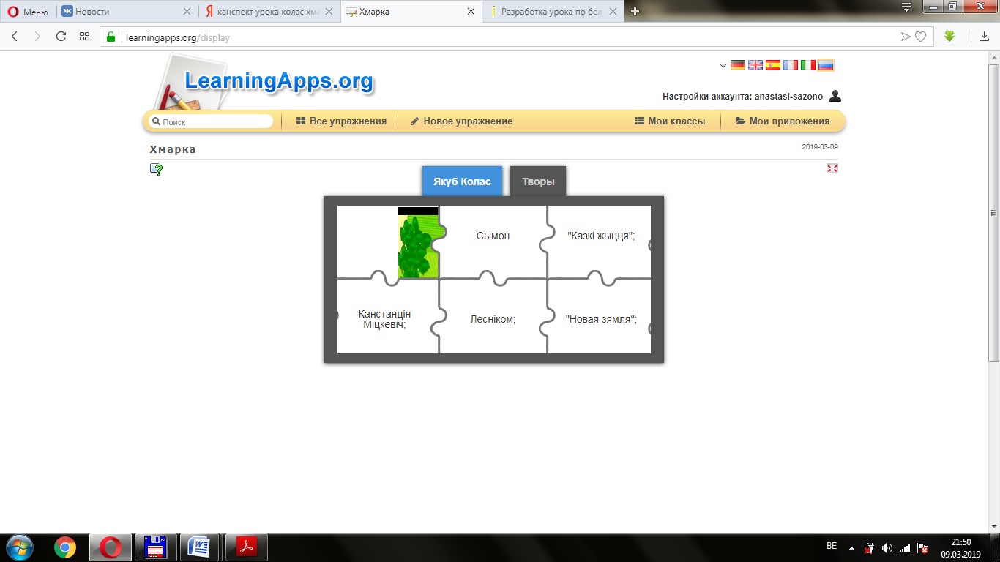 Меню
Новости
канспект урока колас хма
Хмарка
Разработка урока по бел
learningapps.org/display
LearningApps.org
Настройки аккаунта: anastasi-sazono
Поиск
Все упражнения
Новое упражнение
Мои классы
Мои приложения
Хмарка
2019-03-09
Якуб Колас
Творы
Сымон
"Казкі жыцця";
Канстанцін
Міцкевіч;
Лесніком;
"Новая зямля";
BE
21:50
09.03.2019